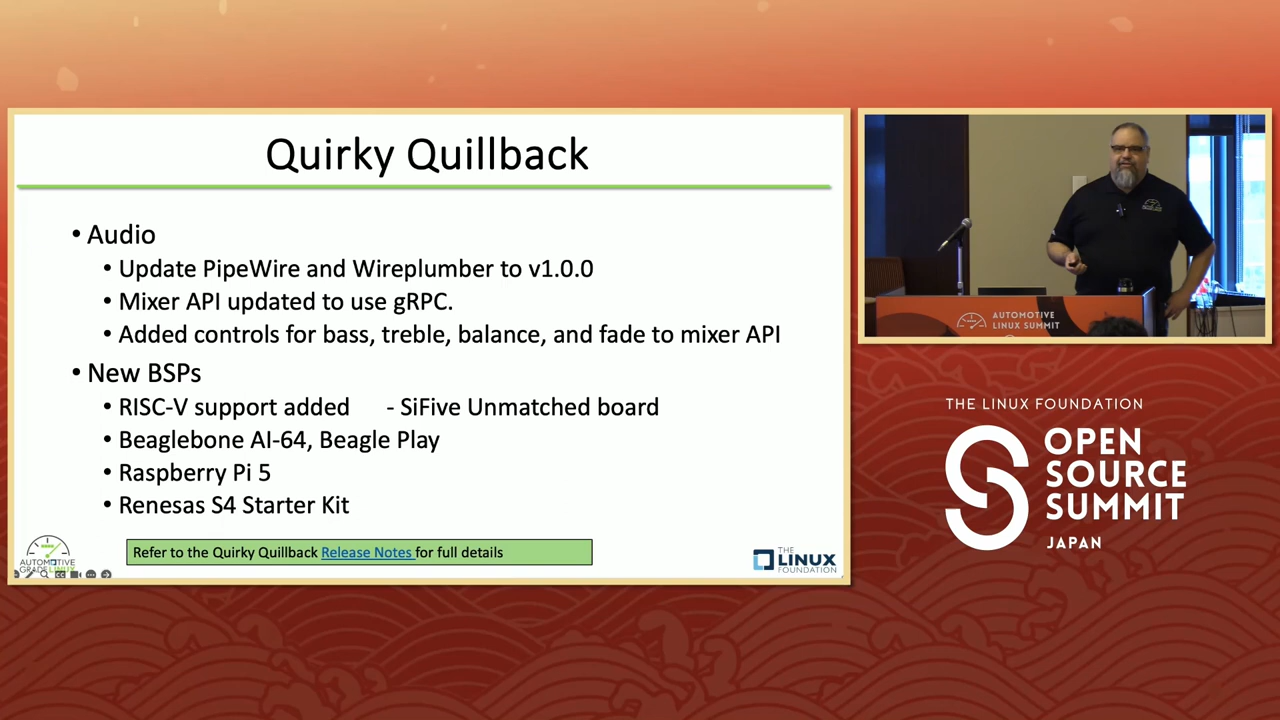 Quirky Quillback
• Audio
• Update PipeWire and Wireplumber to v1.0.0
• Mixer API updated to use gRPC.
• Added controls for bass, treble, balance, and fade to mixer API
• New BSPs
• RISC-V support added - SiFive Unmatched board
• Beaglebone AI-64, Beagle Play
• Raspberry Pi 5
• Renesas S4 Starter Kit
Refer to the Quirky Quillback Release Notes for full details
AUTOMOTIVE
GRADE LINUX
THE
LINUX
FOUNDATION
AUTOMOTIVE
LINUX SUMMIT
THE LINUX FOUNDATION
OPEN
SOURCE
SUMMIT
JAPAN